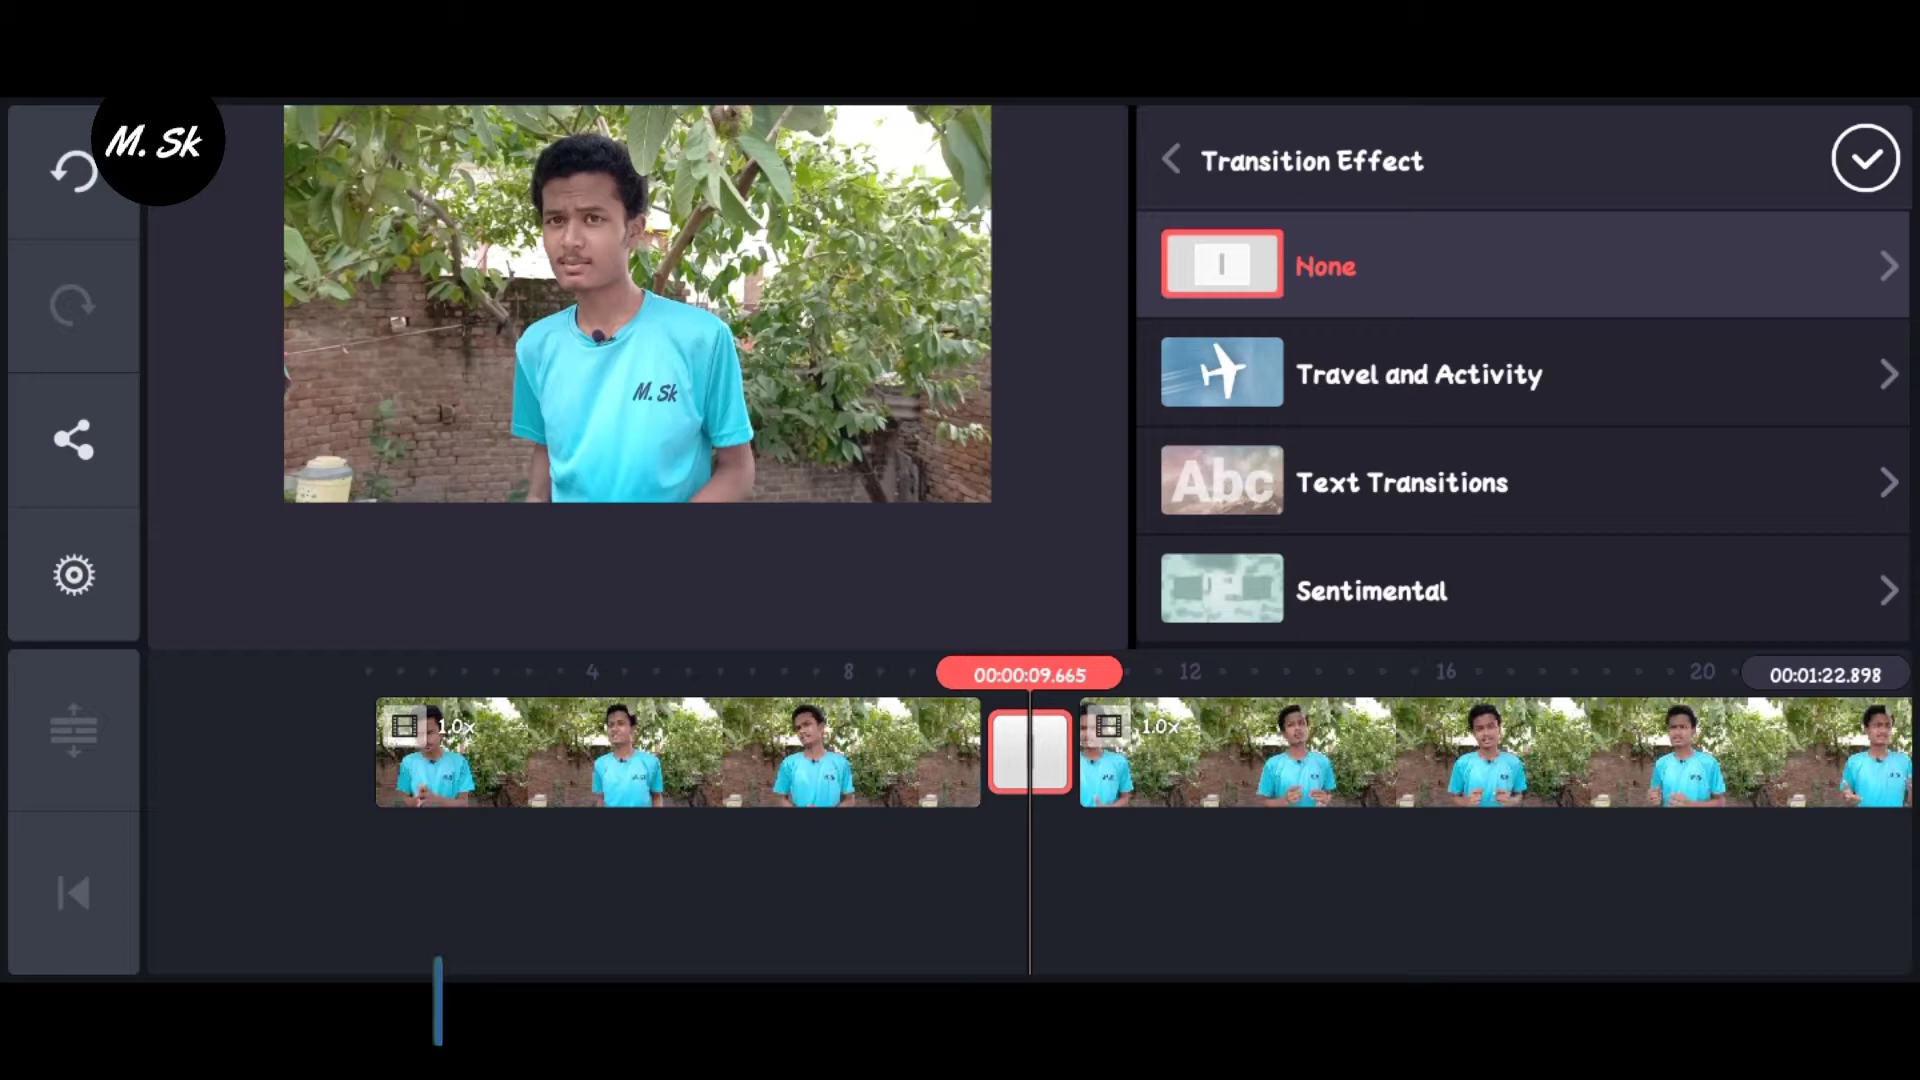 M. Sk
Transition Effect
None
Travel and Activity
M. Sk
Abc Text Transitions
Sentimental
4 8 00:00:09.665 12 16 20 00:01:22.898
1.0x 1.0x